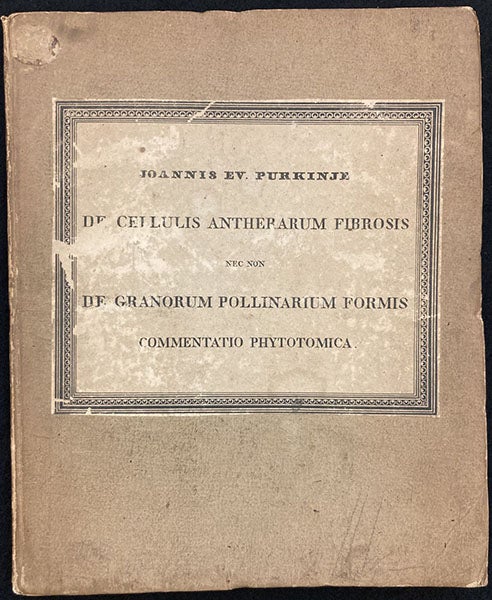 JOANNIS EV. PURKINJE
DE CELLULIS ANTHERARUM FIBROSIS
NEC NON
DE GRANORUM POLLINARIUM FORMIS
COMMENTATIO PHYTOTOMICA.